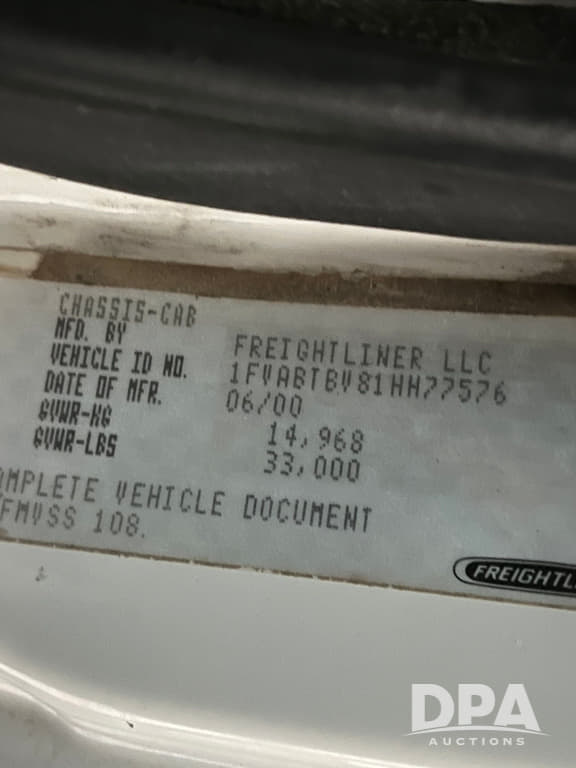 CHASSIS-CAB
MFD. BY FREIGHTLINER LLC
VEHICLE ID NO. 1FVABTBV81HH77576
DATE OF MFR. 06/00
GVWR-KG 14,968
GVWR-LBS 33,000
OMPLETE VEHICLE DOCUMENT
FMVSS 108.
FREIGHTL
DPA
AUCTIONS